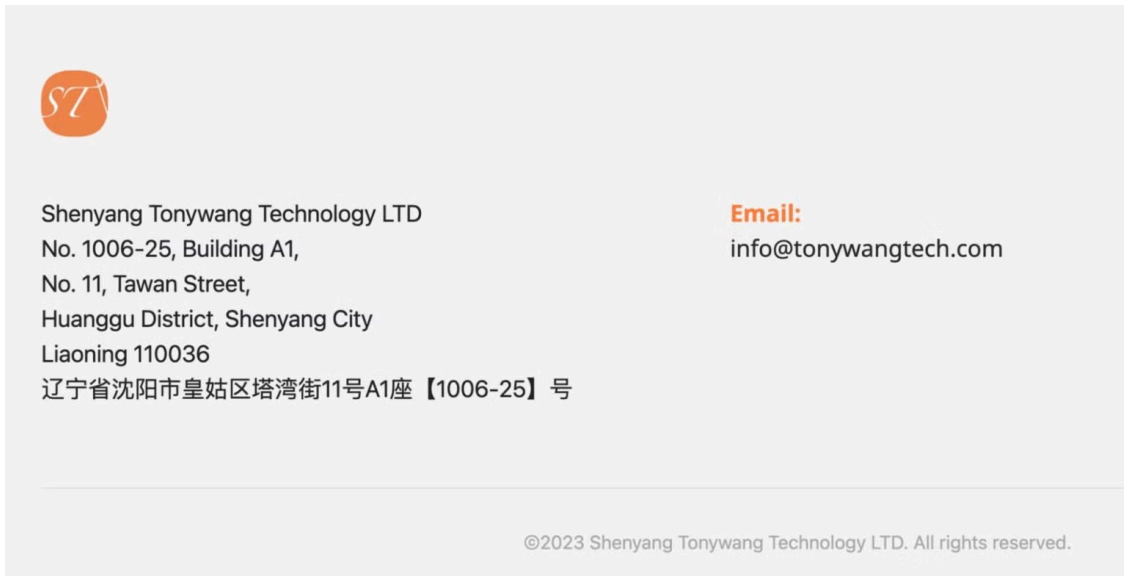 ST
Shenyang Tonywang Technology LTD
No. 1006-25, Building A1,
No. 11, Tawan Street,
Huanggu District, Shenyang City
Liaoning 110036
辽宁省沈阳市皇姑区塔湾街11号A1座【1006-25】号
Email:
info@tonywangtech.com
©2023 Shenyang Tonywang Technology LTD. All rights reserved.